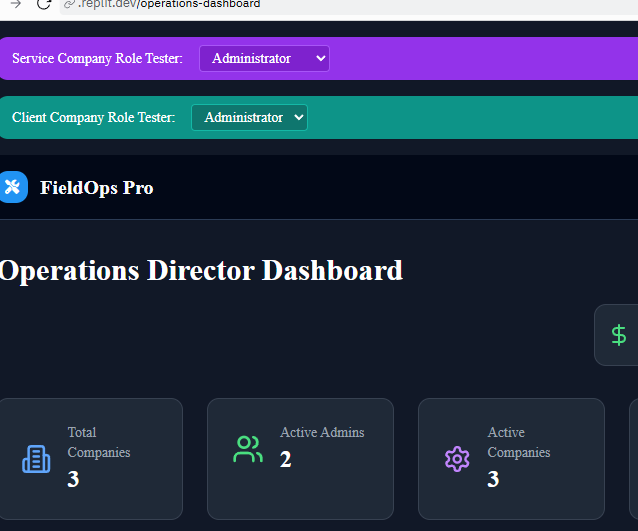 .replit.dev/operations-dashboard
Service Company Role Tester: Administrator
Client Company Role Tester: Administrator
FieldOps Pro
Operations Director Dashboard
$
Total Companies
3
Active Admins
2
Active Companies
3